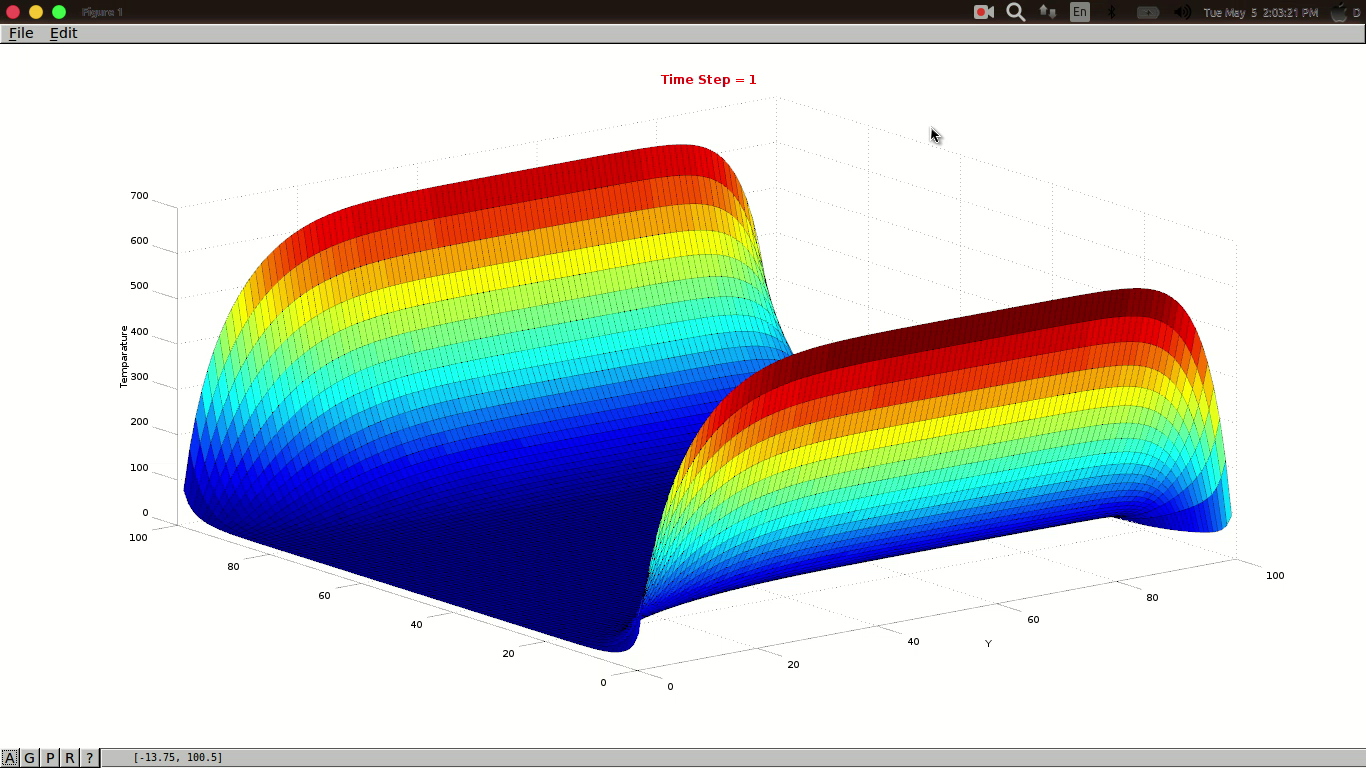 Figure 1
En
Tue May 5 2:03:21 PM
D
File Edit
Time Step = 1
700
600
500
400
300
200
100
0
Temparature
100
80
60
40
20
0
0
20
40
60
80
100
Y
A G P R ?
[-13.75, 100.5]